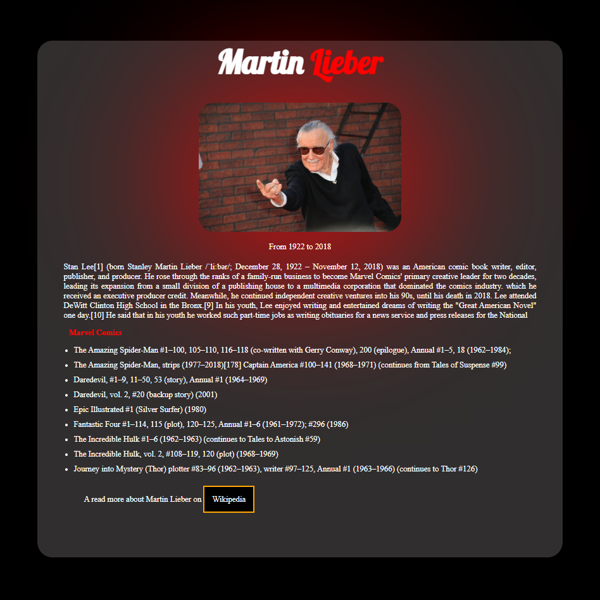 Martin Lieber
From 1922 to 2018
Stan Lee[1] (born Stanley Martin Lieber /ˈliːbər/; December 28, 1922 – November 12, 2018) was an American comic book writer, editor,
publisher, and producer. He rose through the ranks of a family-run business to become Marvel Comics' primary creative leader for two decades,
leading its expansion from a small division of a publishing house to a multimedia corporation that dominated the comics industry. which he
received an executive producer credit. Meanwhile, he continued independent creative ventures into his 90s, until his death in 2018. Lee attended
DeWitt Clinton High School in the Bronx.[9] In his youth, Lee enjoyed writing and entertained dreams of writing the "Great American Novel"
one day.[10] He said that in his youth he worked such part-time jobs as writing obituaries for a news service and press releases for the National
Marvel Comics
The Amazing Spider-Man #1–100, 105–110, 116–118 (co-written with Gerry Conway), 200 (epilogue), Annual #1–5, 18 (1962–1984);
The Amazing Spider-Man, strips (1977–2018)[178] Captain America #100–141 (1968–1971) (continues from Tales of Suspense #99)
Daredevil, #1–9, 11–50, 53 (story), Annual #1 (1964–1969)
Daredevil, vol. 2, #20 (backup story) (2001)
Epic Illustrated #1 (Silver Surfer) (1980)
Fantastic Four #1–114, 115 (plot), 120–125, Annual #1–6 (1961–1972); #296 (1986)
The Incredible Hulk #1–6 (1962–1963) (continues to Tales to Astonish #59)
The Incredible Hulk, vol. 2, #108–119, 120 (plot) (1968–1969)
Journey into Mystery (Thor) plotter #83–96 (1962–1963), writer #97–125, Annual #1 (1963–1966) (continues to Thor #126)
A read more about Martin Lieber on Wikipedia